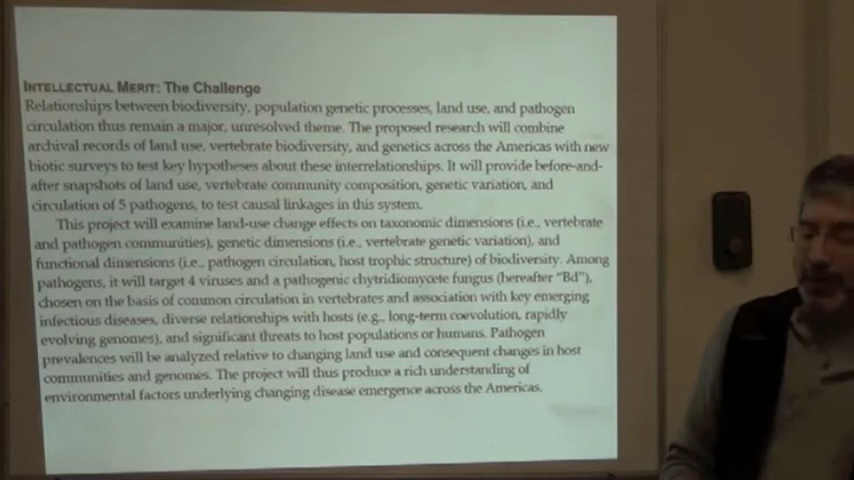 INTELLECTUAL MERIT: The Challenge
Relationships between biodiversity, population genetic processes, land use, and pathogen
circulation thus remain a major, unresolved theme. The proposed research will combine
archival records of land use, vertebrate biodiversity, and genetics across the Americas with new
biotic surveys to test key hypotheses about these interrelationships. It will provide before-and-
after snapshots of land use, vertebrate community composition, genetic variation, and
circulation of 5 pathogens, to test causal linkages in this system.
This project will examine land-use change effects on taxonomic dimensions (i.e., vertebrate
and pathogen communities), genetic dimensions (i.e., vertebrate genetic variation), and
functional dimensions (i.e., pathogen circulation, host trophic structure) of biodiversity. Among
pathogens, it will target 4 viruses and a pathogenic chytridiomycete fungus (hereafter “Bd”),
chosen on the basis of common circulation in vertebrates and association with key emerging
infectious diseases, diverse relationships with hosts (e.g., long-term coevolution, rapidly
evolving genomes), and significant threats to host populations or humans. Pathogen
prevalences will be analyzed relative to changing land use and consequent changes in host
communities and genomes. The project will thus produce a rich understanding of
environmental factors underlying changing disease emergence across the Americas.